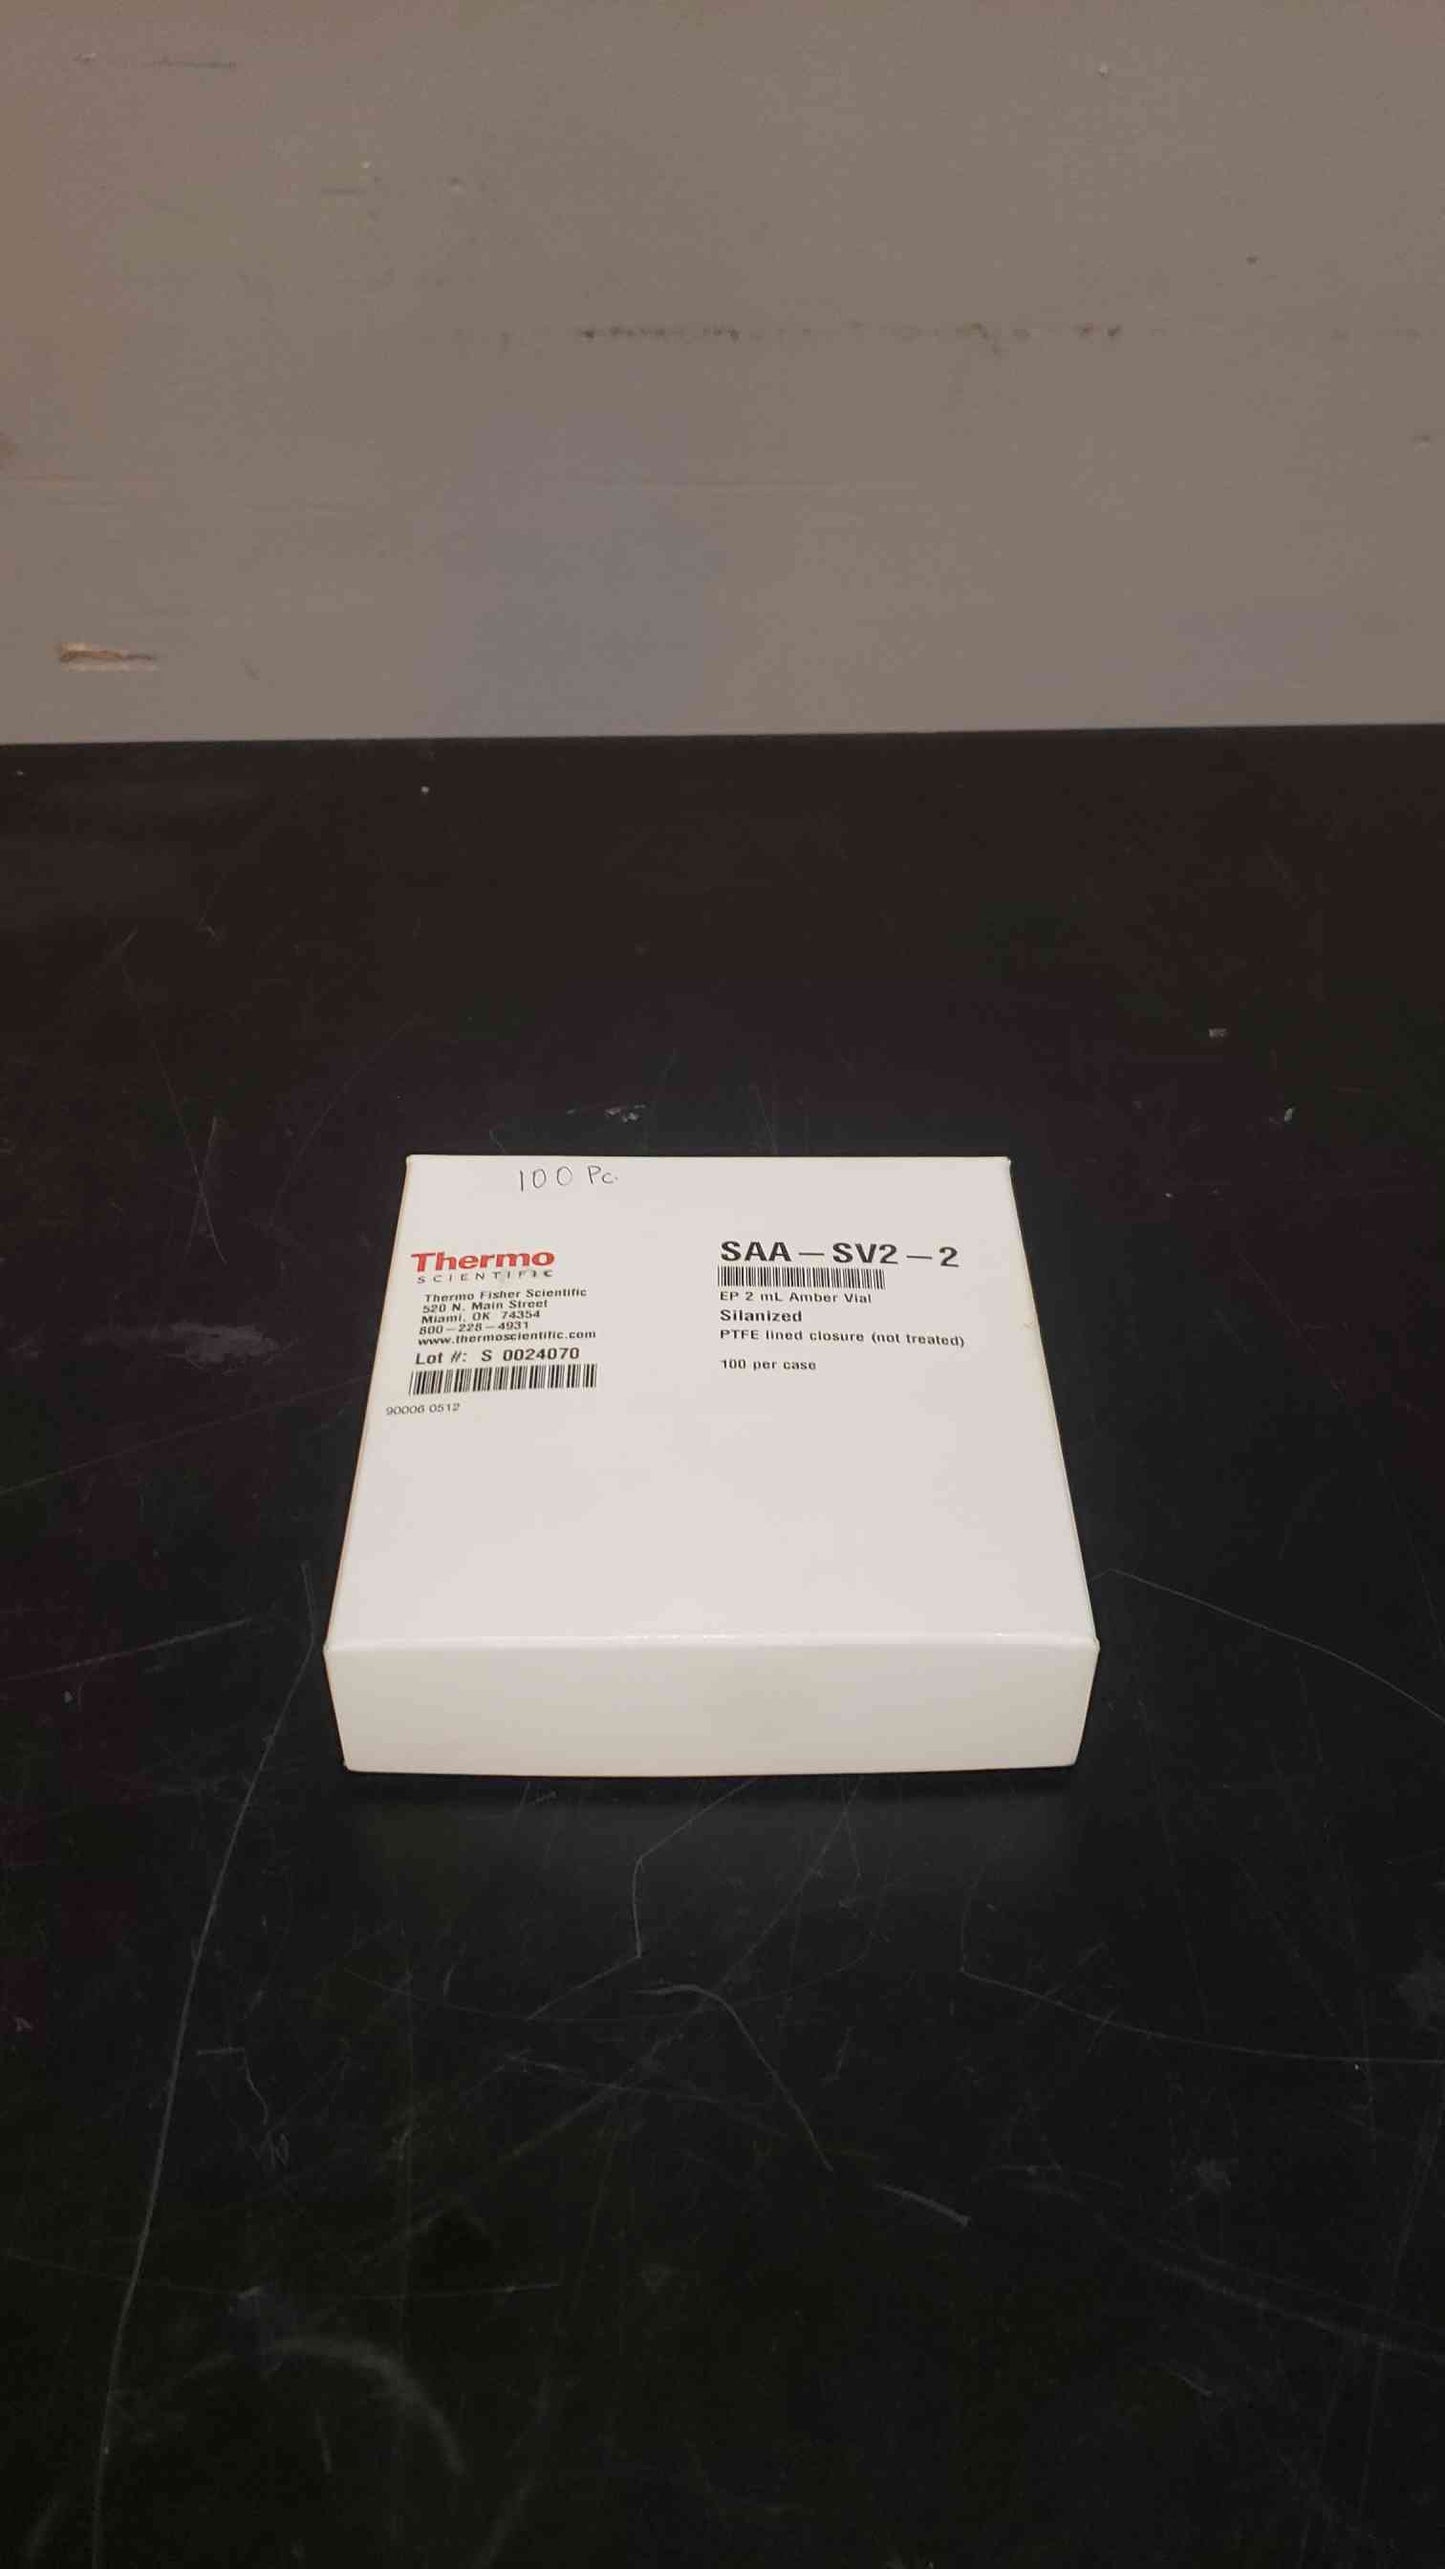 100 Pc.
Thermo
SCIENTIFIC
Thermo Fisher Scientific
520 N. Main Street
Miami, OK 74354
800-228-4931
www.thermoscientific.com
Lot #: S 0024070
90006 0512
SAA-SV2-2
EP 2 mL Amber Vial
Silanized
PTFE lined closure (not treated)
100 per case